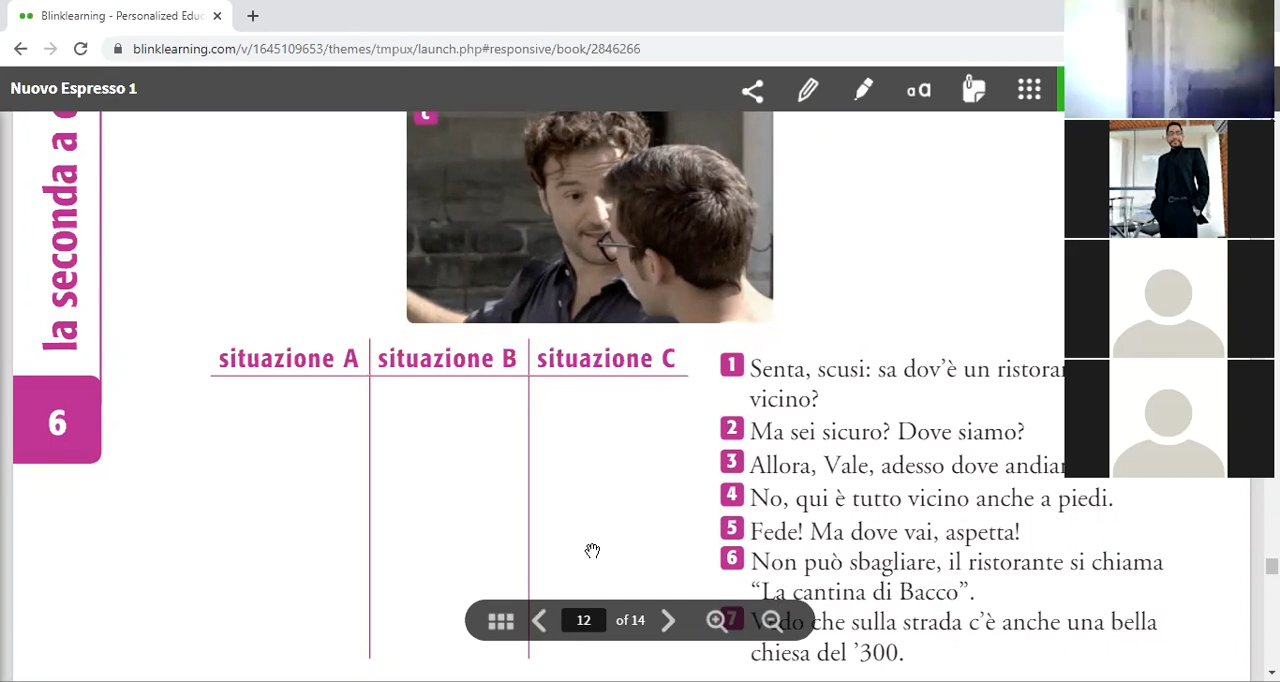 Blinklearning - Personalized Educ
blinklearning.com/v/1645109653/themes/tmpux/launch.php#responsive/book/2846266
Nuovo Espresso 1
aa
la seconda a
6
c
situazione A situazione B situazione C
1 Senta, scusi: sa dov'è un
vicino?
2 Ma sei sicuro? Dove siamo?
3 Allora, Vale, adesso dove
4 No, qui è tutto vicino anche a piedi.
5 Fede! Ma dove vai, aspetta!
6 Non può sbagliare, il ristorante si chiama
"La cantina di Bacco".
7 che sulla strada c'è anche una bella
chiesa del '300.
12 of 14